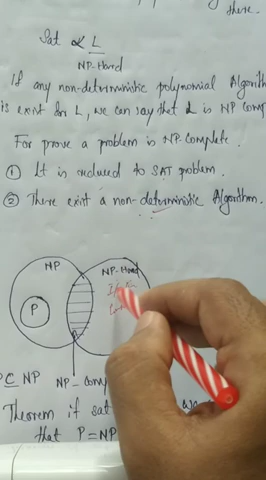 there.
Sat ∝ L
NP-Hard
If any non-deterministic polynomial Algorith
is exist for L, we can say that L is NP Comp
For prove a problem is NP-Complete.
① It is reduced to SAT problem.
② There exist a non-deterministic Algorithm.
NP NP-Hard
P
⊆ NP NP-comp
Theorem if sat
that P=NP